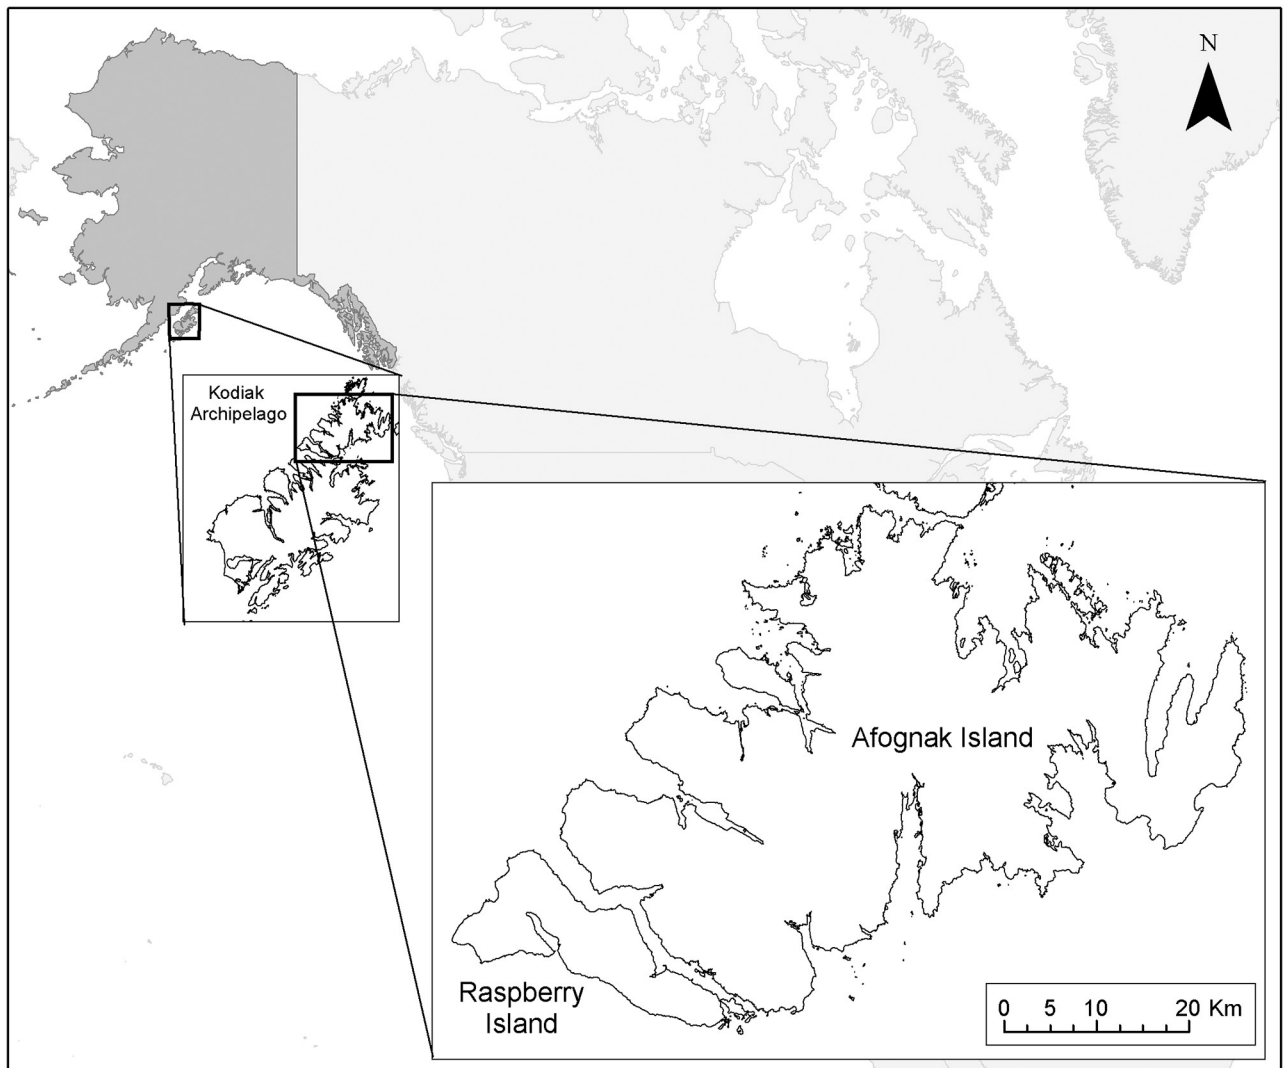 N
Kodiak
Archipelago
Afognak Island
Raspberry
Island
0 5 10 20 Km